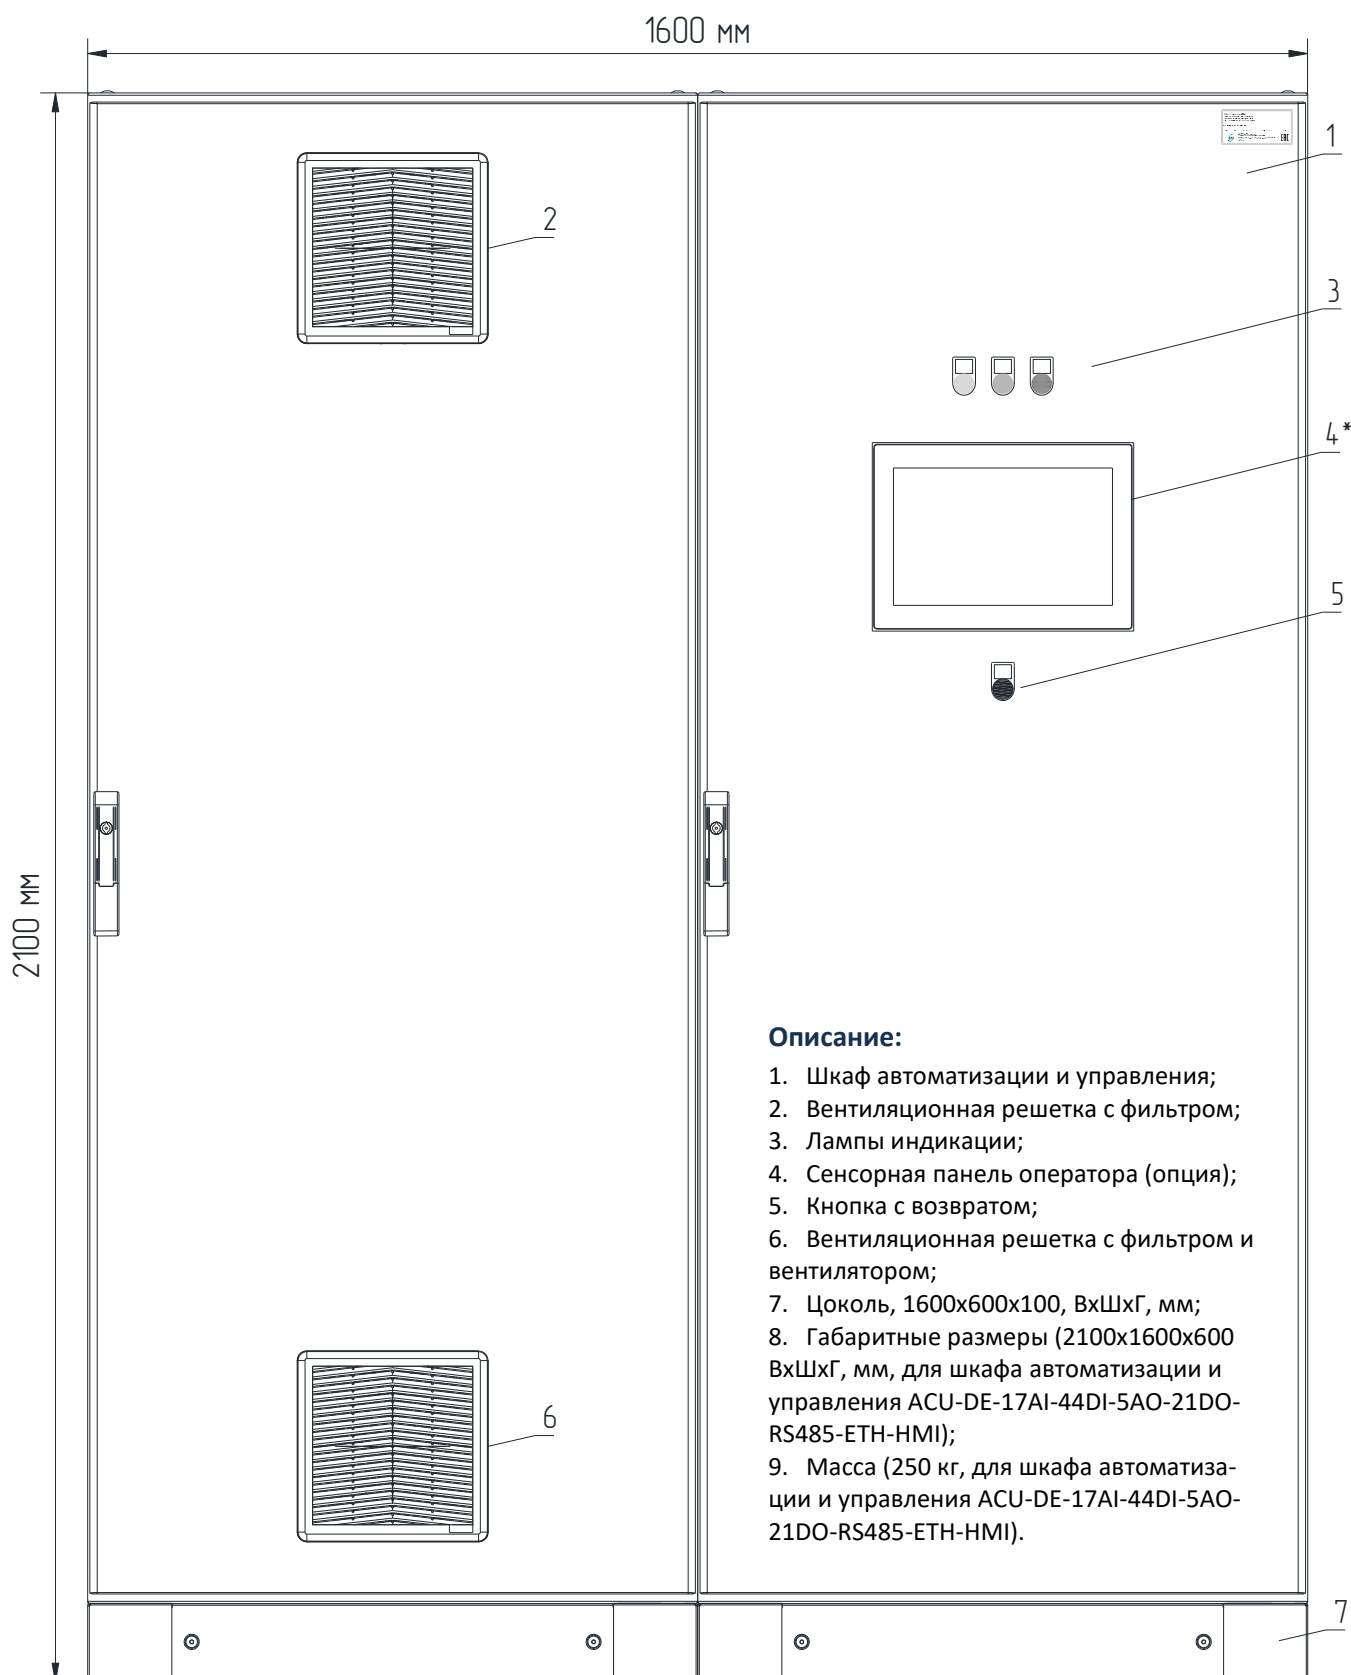 1600 мм
1
2
3
4*
5
2100 мм
Описание:
1. Шкаф автоматизации и управления;
2. Вентиляционная решетка с фильтром;
3. Лампы индикации;
4. Сенсорная панель оператора (опция);
5. Кнопка с возвратом;
6. Вентиляционная решетка с фильтром и
вентилятором;
7. Цоколь, 1600х600х100, ВхШхГ, мм;
8. Габаритные размеры (2100х1600х600
ВхШхГ, мм, для шкафа автоматизации и
управления ACU-DE-17AI-44DI-5AO-21DO-
RS485-ETH-HMI);
9. Масса (250 кг, для шкафа автоматиза-
ции и управления ACU-DE-17AI-44DI-5AO-
21DO-RS485-ETH-HMI).
6
7